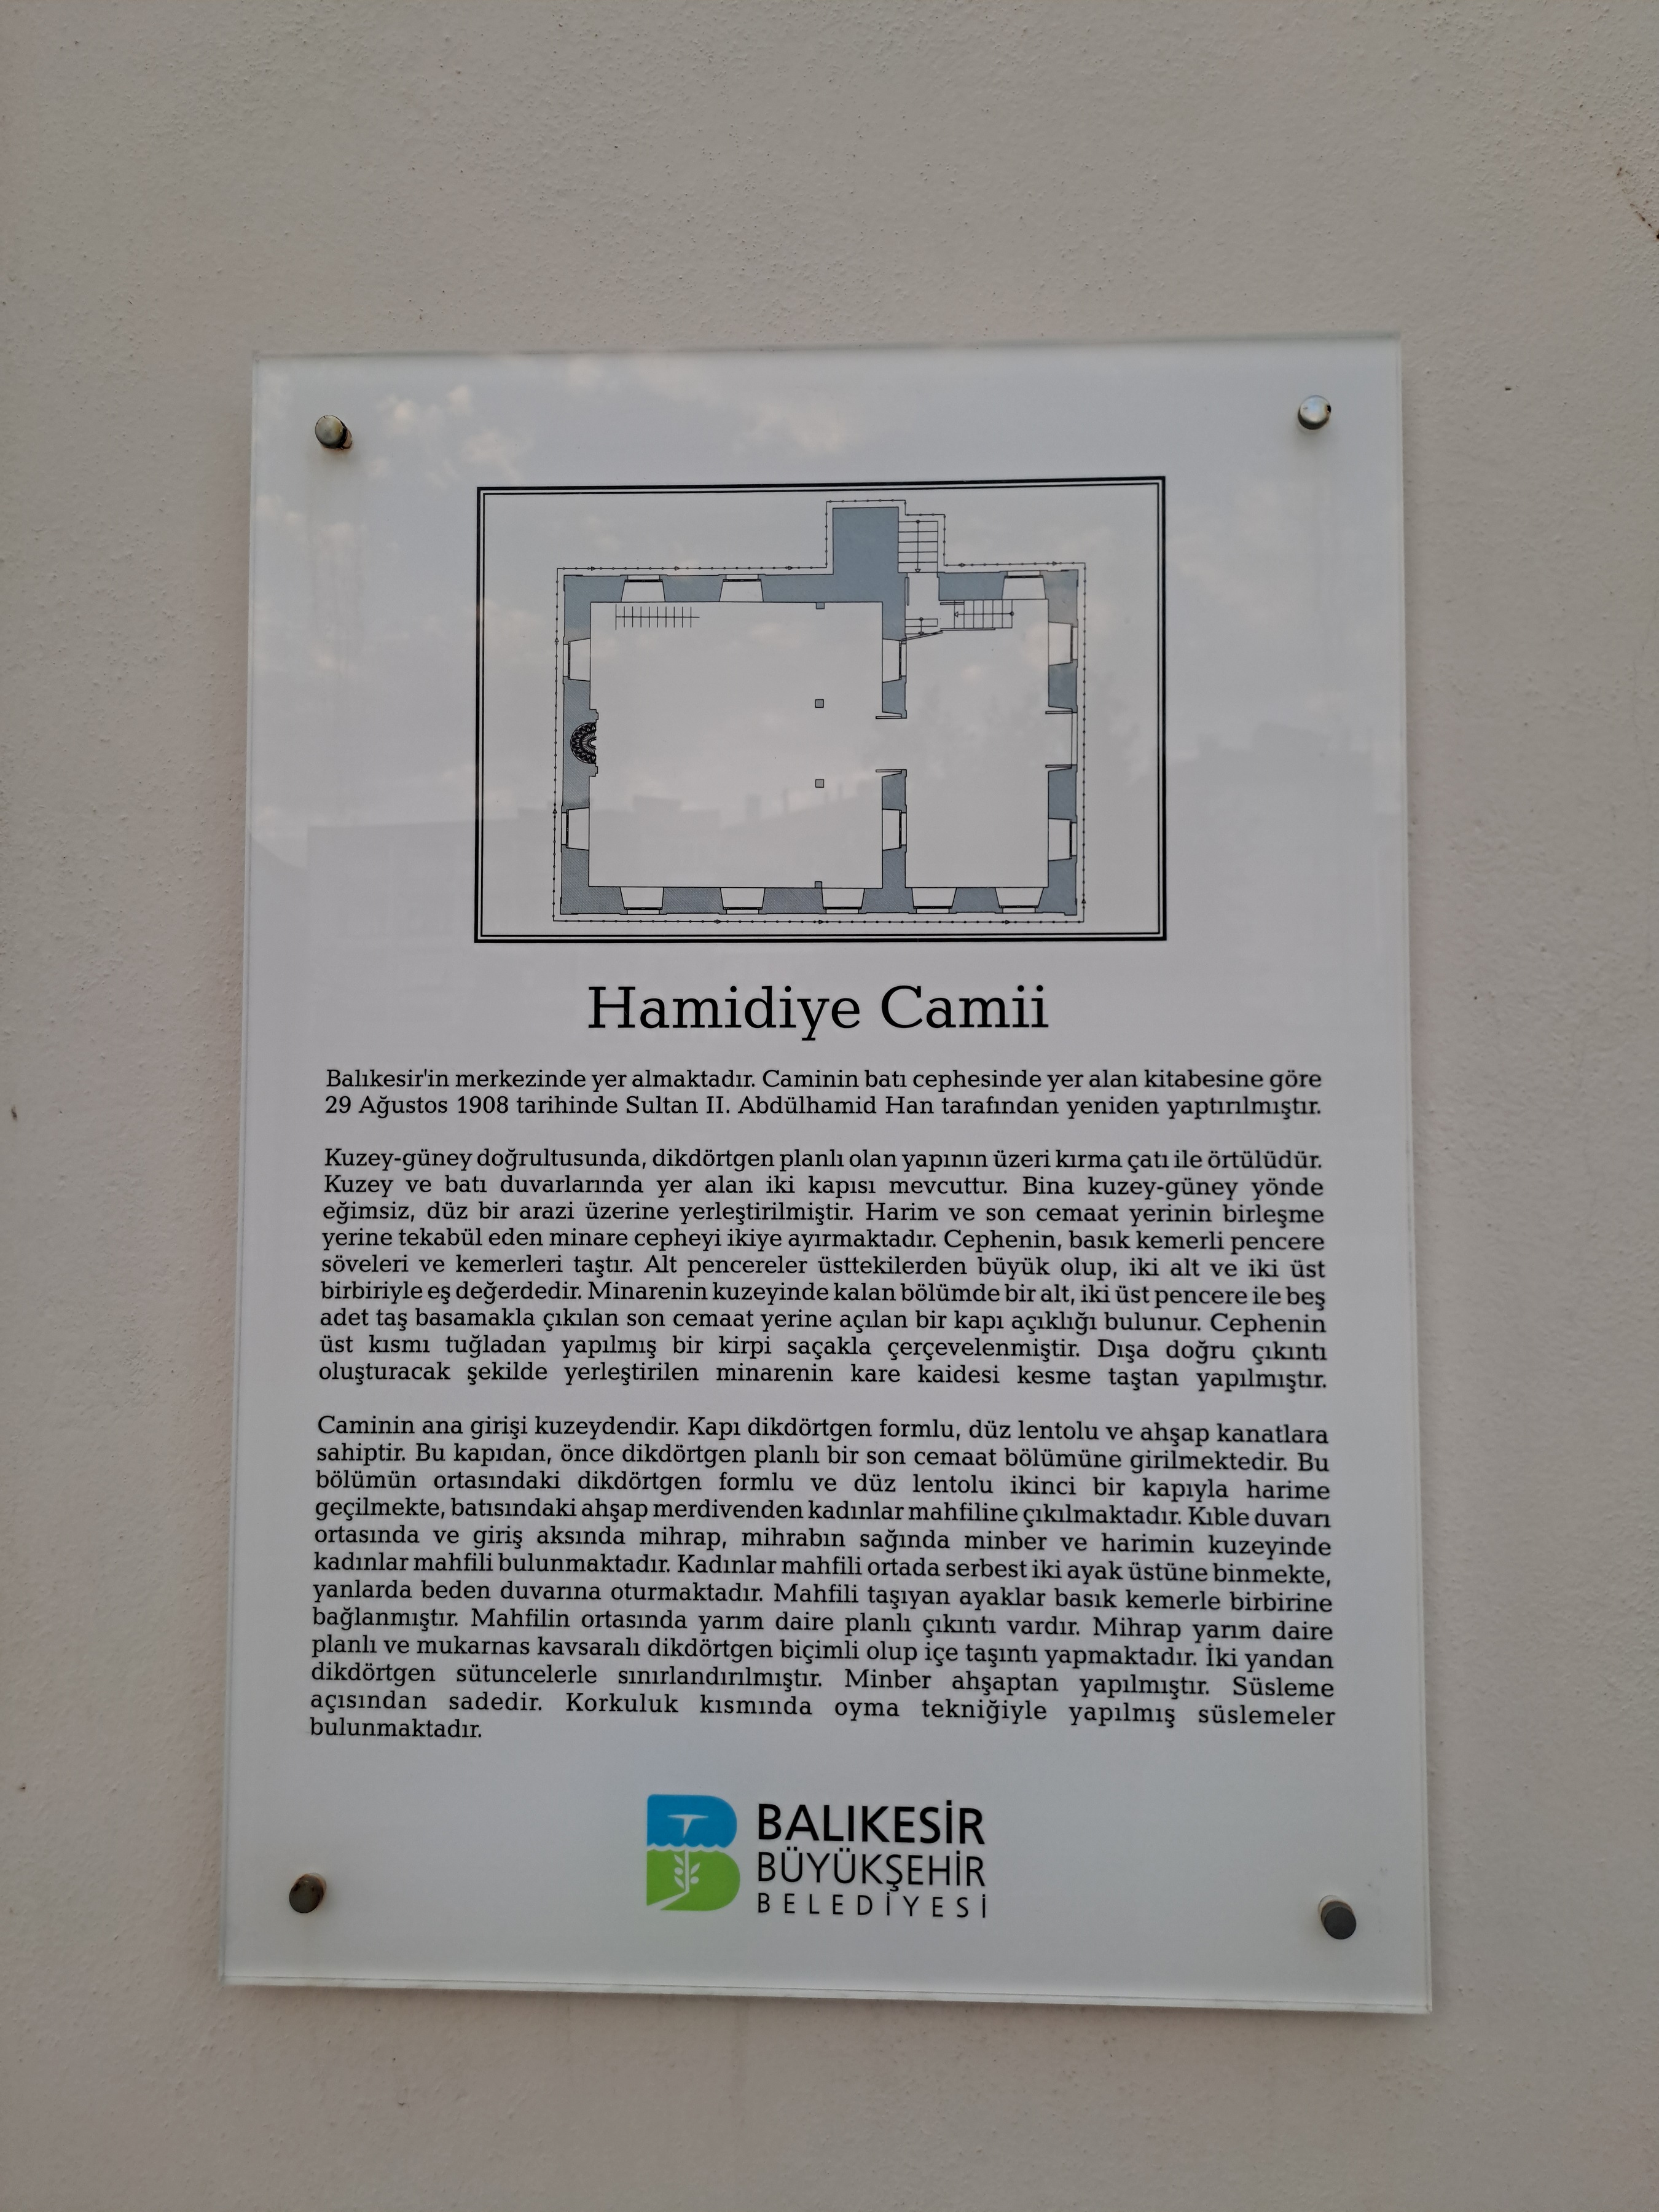 Hamidiye Camii
Balıkesir'in merkezinde yer almaktadır. Caminin batı cephesinde yer alan kitabesine göre
29 Ağustos 1908 tarihinde Sultan II. Abdülhamid Han tarafından yeniden yaptırılmıştır.
Kuzey-güney doğrultusunda, dikdörtgen planlı olan yapının üzeri kırma çatı ile örtülüdür.
Kuzey ve batı duvarlarında yer alan iki kapısı mevcuttur. Bina kuzey-güney yönde
eğimsiz, düz bir arazi üzerine yerleştirilmiştir. Harim ve son cemaat yerinin birleşme
yerine tekabül eden minare cepheyi ikiye ayırmaktadır. Cephenin, basık kemerli pencere
söveleri ve kemerleri taştır. Alt pencereler üsttekilerden büyük olup, iki alt ve iki üst
birbiriyle eş değerdedir. Minarenin kuzeyinde kalan bölümde bir alt, iki üst pencere ile beş
adet taş basamakla çıkılan son cemaat yerine açılan bir kapı açıklığı bulunur. Cephenin
üst kısmı tuğladan yapılmış bir kirpi saçakla çerçevelenmiştir. Dışa doğru çıkıntı
oluşturacak şekilde yerleştirilen minarenin kare kaidesi kesme taştan yapılmıştır.
Caminin ana girişi kuzeydendir. Kapı dikdörtgen formlu, düz lentolu ve ahşap kanatlara
sahiptir. Bu kapıdan, önce dikdörtgen planlı bir son cemaat bölümüne girilmektedir. Bu
bölümün ortasındaki dikdörtgen formlu ve düz lentolu ikinci bir kapıyla harime
geçilmekte, batısındaki ahşap merdivenden kadınlar mahfiline çıkılmaktadır. Kıble duvarı
ortasında ve giriş aksında mihrap, mihrabın sağında minber ve harimin kuzeyinde
kadınlar mahfili bulunmaktadır. Kadınlar mahfili ortada serbest iki ayak üstüne binmekte,
yanlarda beden duvarına oturmaktadır. Mahfili taşıyan ayaklar basık kemerle birbirine
bağlanmıştır. Mahfilin ortasında yarım daire planlı çıkıntı vardır. Mihrap yarım daire
planlı ve mukarnas kavsaralı dikdörtgen biçimli olup içe taşıntı yapmaktadır. İki yandan
dikdörtgen sütuncelerle sınırlandırılmıştır. Minber ahşaptan yapılmıştır. Süsleme
açısından sadedir. Korkuluk kısmında oyma tekniğiyle yapılmış süslemeler
bulunmaktadır.
BALIKESİR
BÜYÜKŞEHİR
BELEDİYESİ